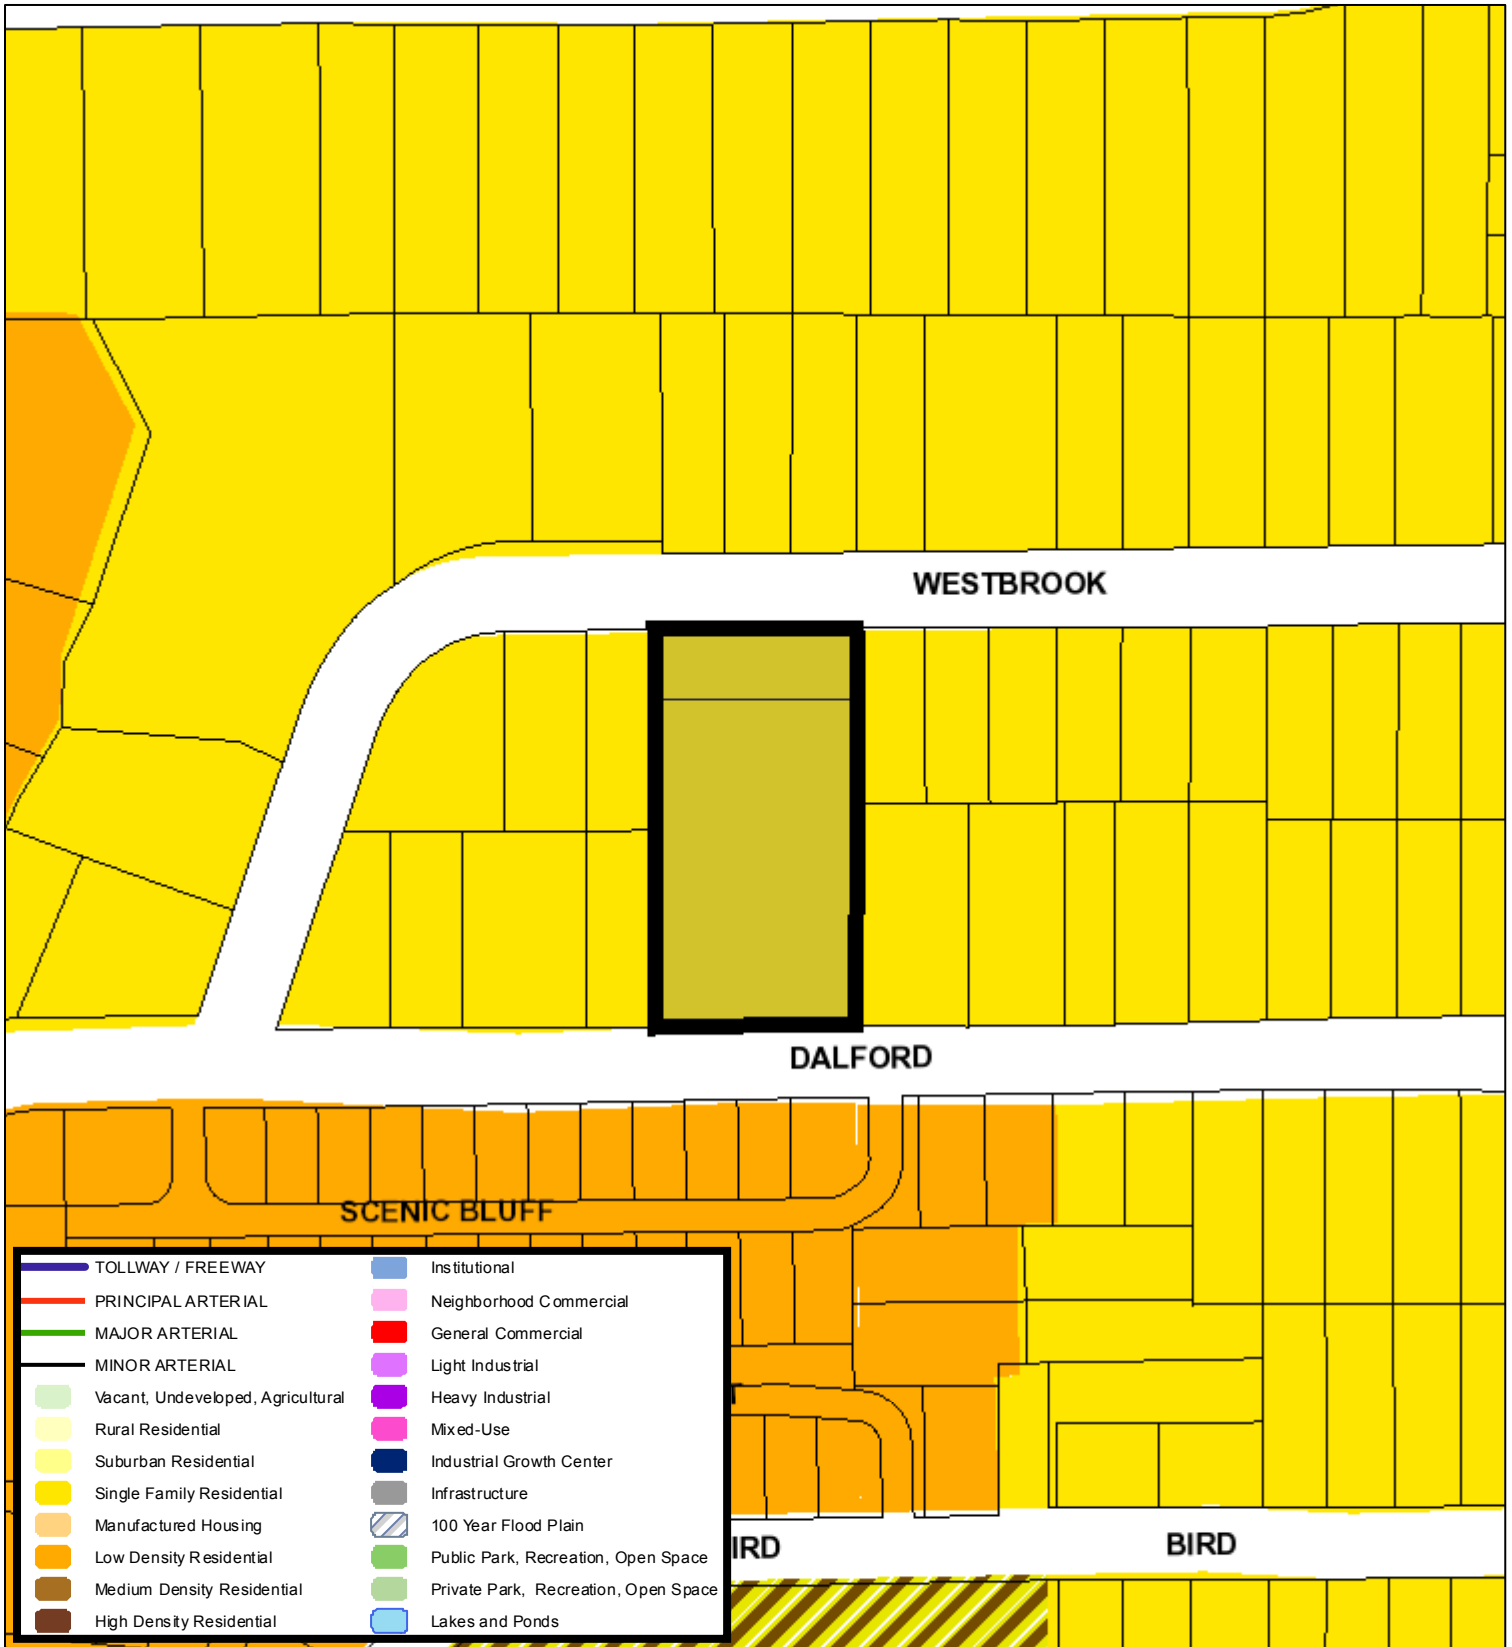 WESTBROOK
DALFORD
SCENIC BLUFF
TOLLWAY / FREEWAY
PRINCIPAL ARTERIAL
MAJOR ARTERIAL
MINOR ARTERIAL
Vacant, Undeveloped, Agricultural
Rural Residential
Suburban Residential
Single Family Residential
Manufactured Housing
Low Density Residential
Medium Density Residential
High Density Residential
Institutional
Neighborhood Commercial
General Commercial
Light Industrial
Heavy Industrial
Mixed-Use
Industrial Growth Center
Infrastructure
100 Year Flood Plain
Public Park, Recreation, Open Space
Private Park, Recreation, Open Space
Lakes and Ponds
IRD
BIRD